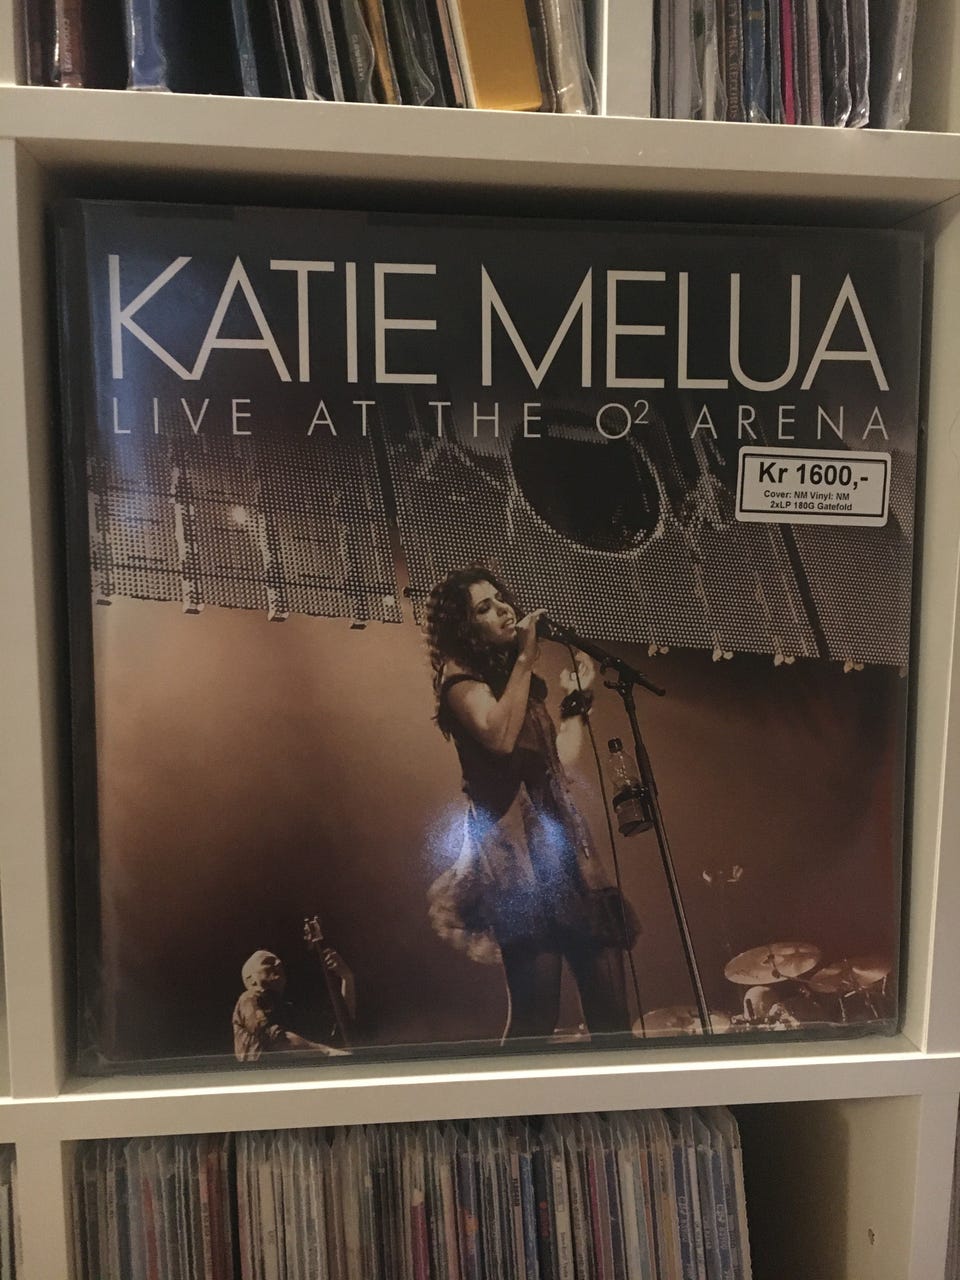 KATIE MELUA
LIVE AT THE O² ARENA
Kr 1600,-
Cover: NM Vinyl: NM
2xLP 180G Gatefold